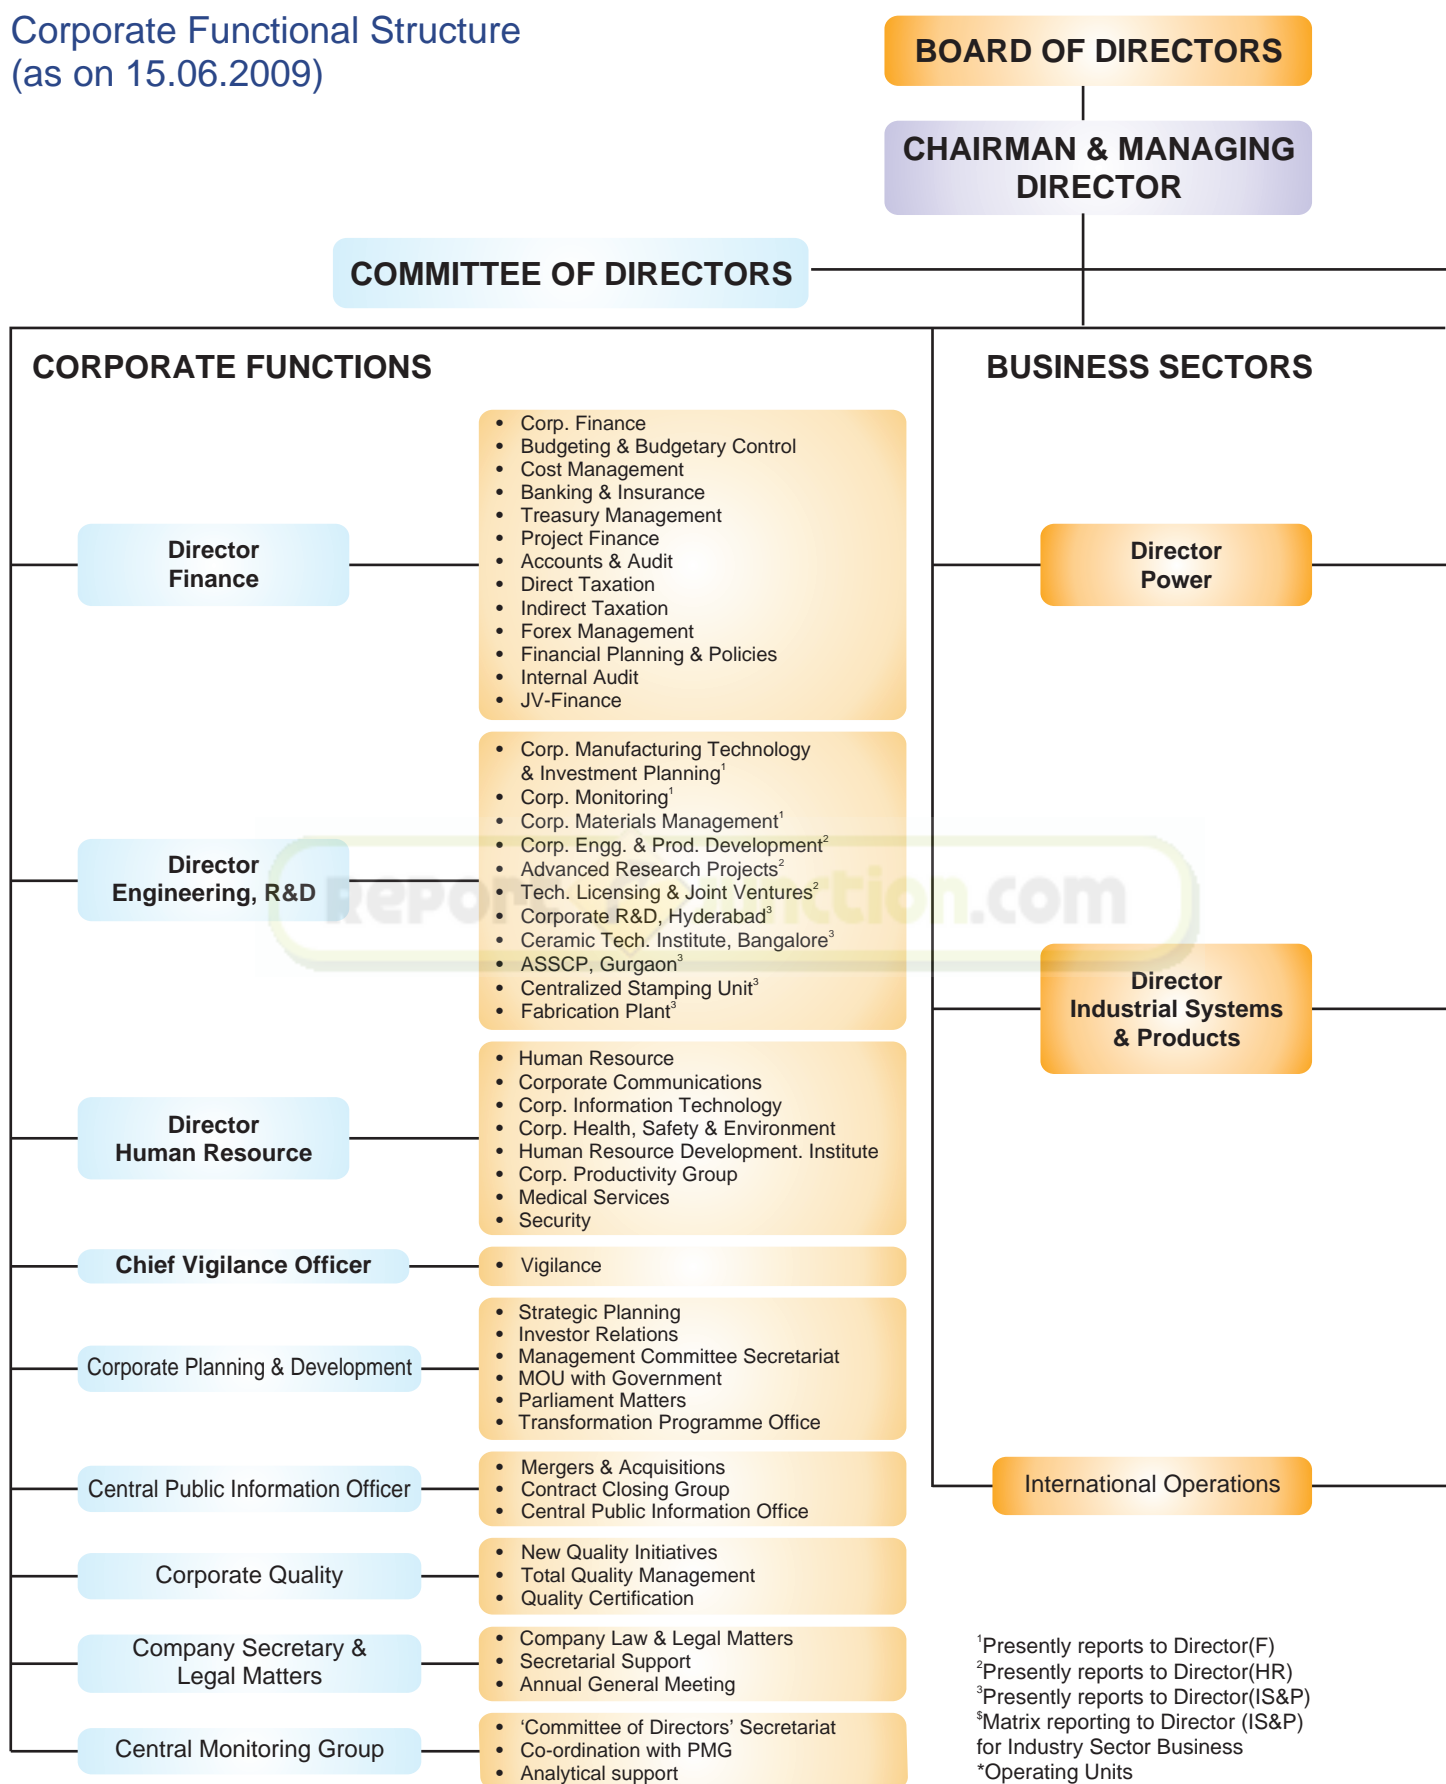 Corporate Functional Structure
(as on 15.06.2009)
BOARD OF DIRECTORS
CHAIRMAN & MANAGING
DIRECTOR
COMMITTEE OF DIRECTORS
CORPORATE FUNCTIONS
Director
Finance
• Corp. Finance
• Budgeting & Budgetary Control
• Cost Management
• Banking & Insurance
• Treasury Management
• Project Finance
• Accounts & Audit
• Direct Taxation
• Indirect Taxation
• Forex Management
• Financial Planning & Policies
• Internal Audit
• JV-Finance
Director
Engineering, R&D
• Corp. Manufacturing Technology
& Investment Planning¹
• Corp. Monitoring¹
• Corp. Materials Management¹
• Corp. Engg. & Prod. Development²
• Advanced Research Projects²
• Tech. Licensing & Joint Ventures²
• Corporate R&D, Hyderabad³
• Ceramic Tech. Institute, Bangalore³
• ASSCP, Gurgaon³
• Centralized Stamping Unit³
• Fabrication Plant³
Director
Human Resource
• Human Resource
• Corporate Communications
• Corp. Information Technology
• Corp. Health, Safety & Environment
• Human Resource Development. Institute
• Corp. Productivity Group
• Medical Services
• Security
Chief Vigilance Officer
• Vigilance
Corporate Planning & Development
• Strategic Planning
• Investor Relations
• Management Committee Secretariat
• MOU with Government
• Parliament Matters
• Transformation Programme Office
Central Public Information Officer
• Mergers & Acquisitions
• Contract Closing Group
• Central Public Information Office
Corporate Quality
• New Quality Initiatives
• Total Quality Management
• Quality Certification
Company Secretary &
Legal Matters
• Company Law & Legal Matters
• Secretarial Support
• Annual General Meeting
Central Monitoring Group
• ‘Committee of Directors’ Secretariat
• Co-ordination with PMG
• Analytical support
BUSINESS SECTORS
Director
Power
Director
Industrial Systems
& Products
International Operations
¹Presently reports to Director(F)
²Presently reports to Director(HR)
³Presently reports to Director(IS&P)
$Matrix reporting to Director (IS&P)
for Industry Sector Business
*Operating Units